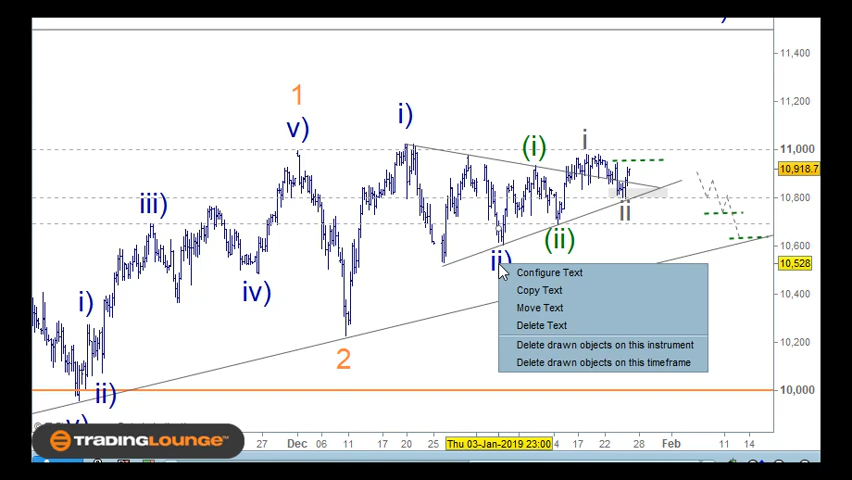 11,400
11,200
1
i)
v)
11,000
(i)
i
10,918.7
10,800
iii)
ii
(ii)
10,600
ii)
10,528
iv)
i)
10,400
Configure Text
Copy Text
Move Text
Delete Text
Delete drawn objects on this instrument
Delete drawn objects on this timeframe
10,200
2
10,000
ii)
TRADINGLOUNGE™
27 Dec 06 11 14 20 25 Thu 03-Jan-2019 23:00 4 17 22 28 Feb 11 14